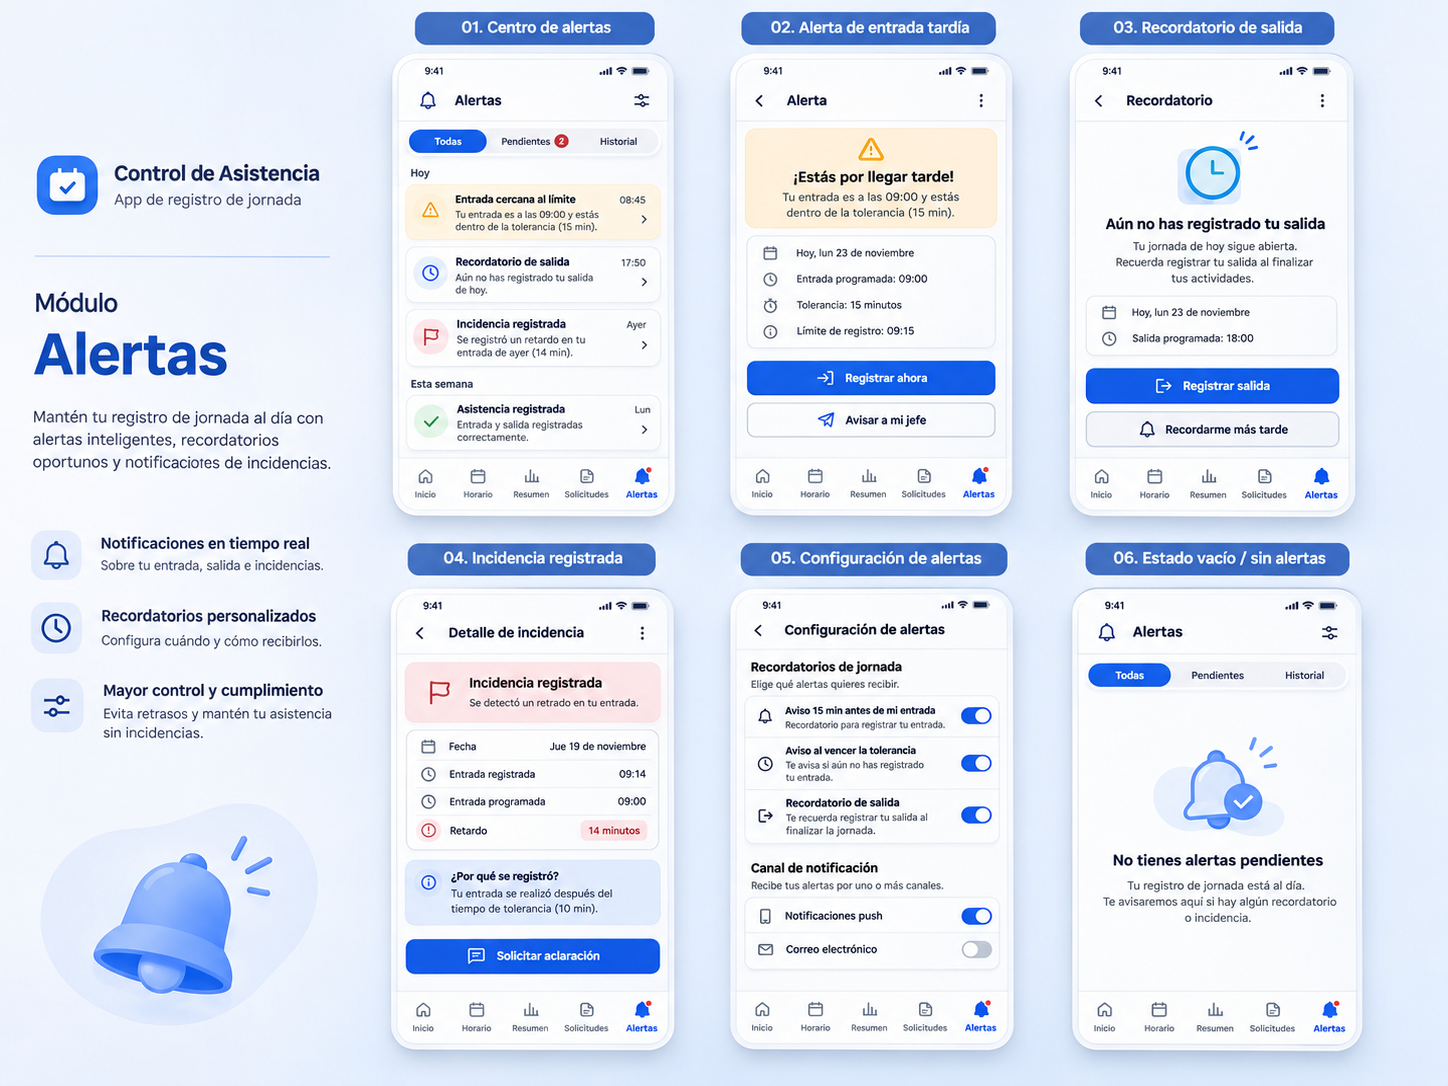 Control de Asistencia
App de registro de jornada
Módulo
Alertas
Mantén tu registro de jornada al día con
alertas inteligentes, recordatorios
oportunos y notificaciones de incidencias.
Notificaciones en tiempo real
Sobre tu entrada, salida e incidencias.
Recordatorios personalizados
Configura cuándo y cómo recibirlos.
Mayor control y cumplimiento
Evita retrasos y mantén tu asistencia
sin incidencias.
01. Centro de alertas
9:41
Alertas
Todas
Pendientes 2
Historial
Hoy
Entrada cercana al límite 08:45
Tu entrada es a las 09:00 y estás
dentro de la tolerancia (15 min).
Recordatorio de salida 17:50
Aún no has registrado tu salida
de hoy.
Incidencia registrada Ayer
Se registró un retardo en tu
entrada de ayer (14 min).
Esta semana
Asistencia registrada Lun
Entrada y salida registradas
correctamente.
Inicio Horario Resumen Solicitudes Alertas
02. Alerta de entrada tardía
9:41
Alerta
¡Estás por llegar tarde!
Tu entrada es a las 09:00 y estás
dentro de la tolerancia (15 min).
Hoy, lun 23 de noviembre
Entrada programada: 09:00
Tolerancia: 15 minutos
Límite de registro: 09:15
Registrar ahora
Avisar a mi jefe
Inicio Horario Resumen Solicitudes Alertas
03. Recordatorio de salida
9:41
Recordatorio
Aún no has registrado tu salida
Tu jornada de hoy sigue abierta.
Recuerda registrar tu salida al finalizar
tus actividades.
Hoy, lun 23 de noviembre
Salida programada: 18:00
Registrar salida
Recordarme más tarde
Inicio Horario Resumen Solicitudes Alertas
04. Incidencia registrada
9:41
Detalle de incidencia
Incidencia registrada
Se detectó un retrado en tu entrada.
Fecha Jue 19 de noviembre
Entrada registrada 09:14
Entrada programada 09:00
Retardo 14 minutos
¿Por qué se registró?
Tu entrada se realizó después del
tiempo de tolerancia (10 min).
Solicitar aclaración
Inicio Horario Resumen Solicitudes Alertas
05. Configuración de alertas
9:41
Configuración de alertas
Recordatorios de jornada
Elige qué alertas quieres recibir.
Aviso 15 min antes de mi entrada
Recordatorio para registrar tu entrada.
Aviso al vencer la tolerancia
Te avisa si aún no has registrado
tu entrada.
Recordatorio de salida
Te recuerda registrar tu salida al
finalizar la jornada.
Canal de notificación
Recibe tus alertas por uno o más canales.
Notificaciones push
Correo electrónico
Inicio Horario Resumen Solicitudes Alertas
06. Estado vacío / sin alertas
9:41
Alertas
Todas
Pendientes
Historial
No tienes alertas pendientes
Tu registro de jornada está al día.
Te avisaremos aquí si hay algún recordatorio
o incidencia.
Inicio Horario Resumen Solicitudes Alertas